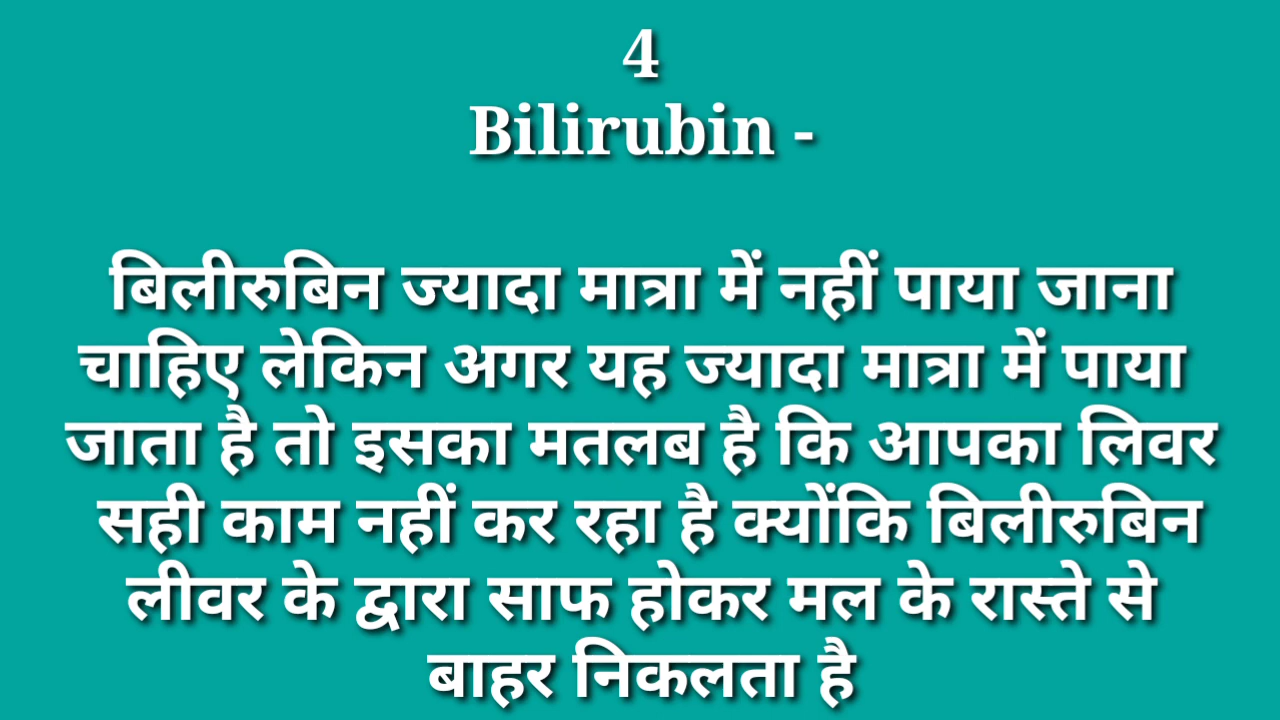 4
Bilirubin -
बिलीरुबिन ज्यादा मात्रा में नहीं पाया जाना
चाहिए लेकिन अगर यह ज्यादा मात्रा में पाया
जाता है तो इसका मतलब है कि आपका लिवर
सही काम नहीं कर रहा है क्योंकि बिलीरुबिन
लीवर के द्वारा साफ होकर मल के रास्ते से
बाहर निकलता है